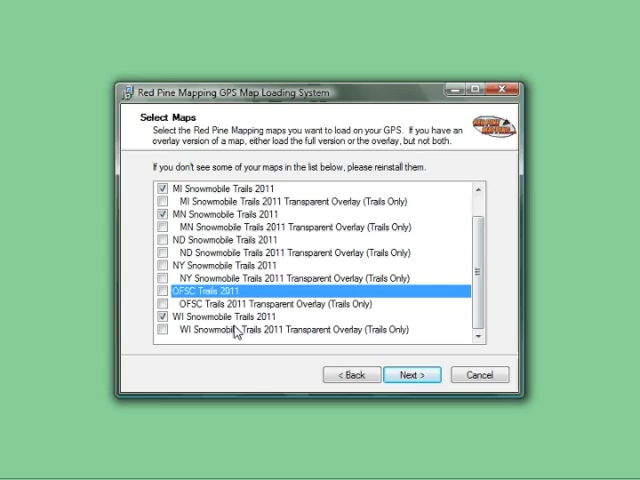 Red Pine Mapping GPS Map Loading System
Select Maps
Select the Red Pine Mapping maps you want to load on your GPS. If you have an
overlay version of a map, either load the full version or the overlay, but not both.
RED PINE
MAPPING
If you don't see some of your maps in the list below, please reinstall them.
MI Snowmobile Trails 2011
MI Snowmobile Trails 2011 Transparent Overlay (Trails Only)
MN Snowmobile Trails 2011
MN Snowmobile Trails 2011 Transparent Overlay (Trails Only)
ND Snowmobile Trails 2011
ND Snowmobile Trails 2011 Transparent Overlay (Trails Only)
NY Snowmobile Trails 2011
NY Snowmobile Trails 2011 Transparent Overlay (Trails Only)
OFSC Trails 2011
OFSC Trails 2011 Transparent Overlay (Trails Only)
WI Snowmobile Trails 2011
WI Snowmobile Trails 2011 Transparent Overlay (Trails Only)
< Back Next > Cancel